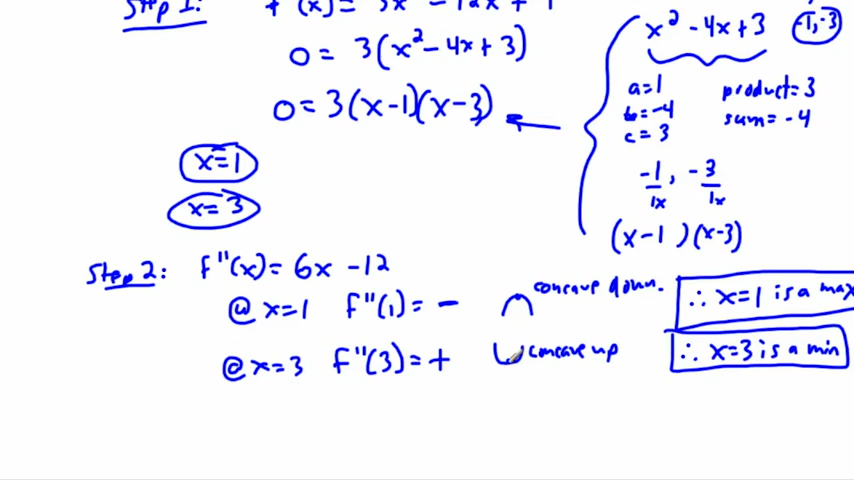 Step 1:
0 = 3(x² - 4x + 3)
0 = 3(x-1)(x-3)
x=1
x=3
x² - 4x + 3
-1,-3
a=1
b=-4
c=3
product=3
sum=-4
-1/1x, -3/1x
(x-1)(x-3)
Step 2: f"(x)= 6x -12
@ x=1 f"(1)= - concave down. ∴ x=1 is a max
@ x=3 f"(3)= + concave up ∴ x=3 is a min